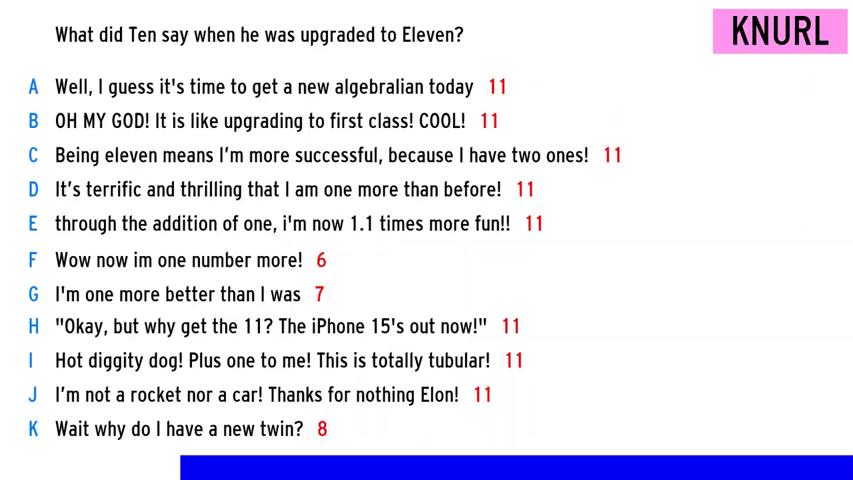 What did Ten say when he was upgraded to Eleven?
KNURL
A Well, I guess it's time to get a new algebralian today 11
B OH MY GOD! It is like upgrading to first class! COOL! 11
C Being eleven means I'm more successful, because I have two ones! 11
D It's terrific and thrilling that I am one more than before! 11
E through the addition of one, i'm now 1.1 times more fun!! 11
F Wow now im one number more! 6
G I'm one more better than I was 7
H "Okay, but why get the 11? The iPhone 15's out now!" 11
I Hot diggity dog! Plus one to me! This is totally tubular! 11
J I'm not a rocket nor a car! Thanks for nothing Elon! 11
K Wait why do I have a new twin? 8